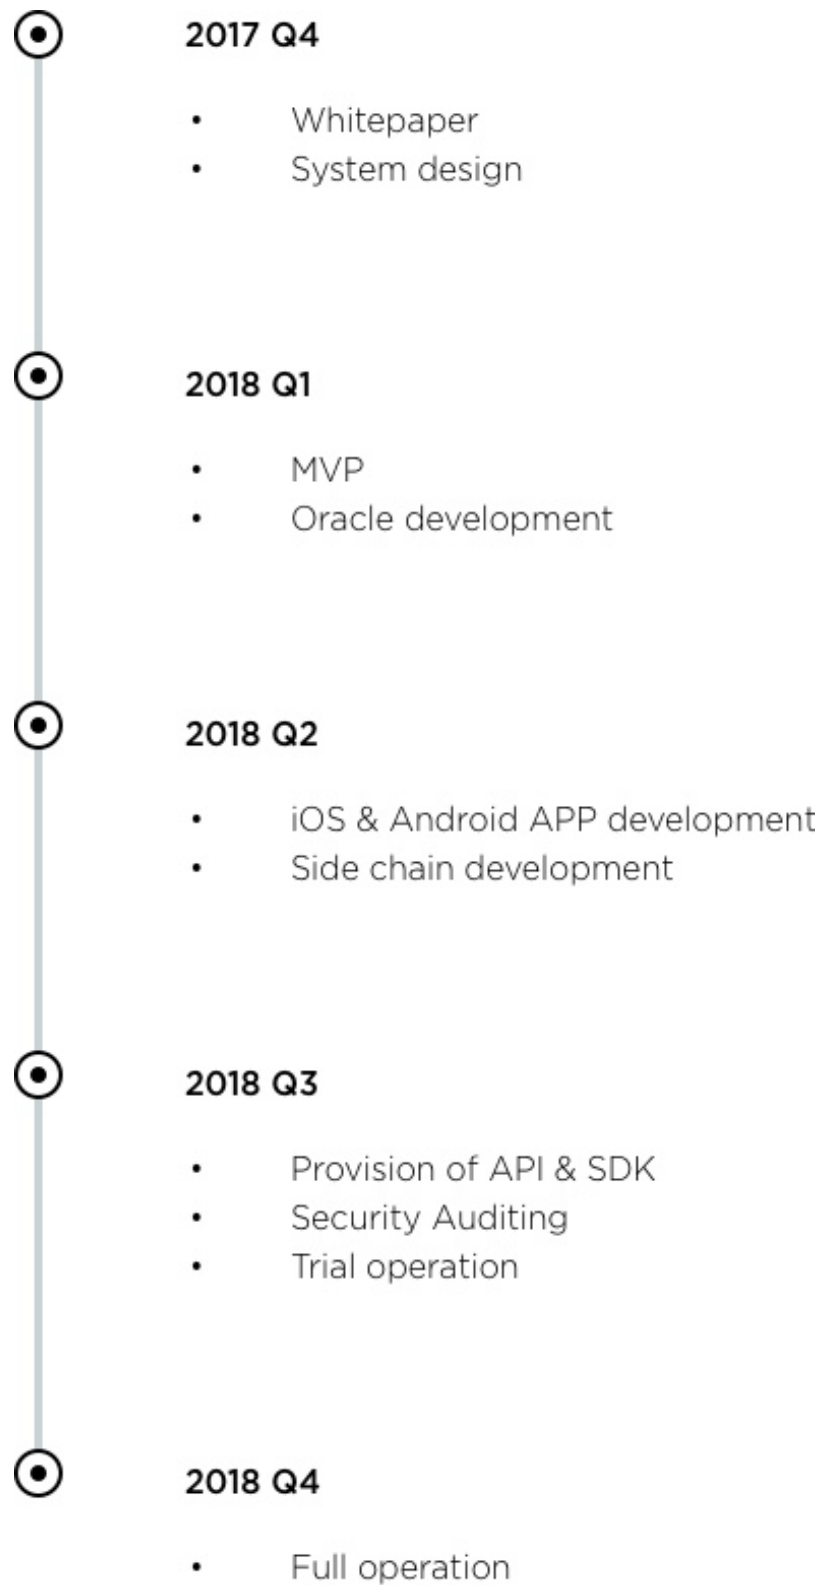 2017 Q4
• Whitepaper
• System design
2018 Q1
• MVP
• Oracle development
2018 Q2
• iOS & Android APP development
• Side chain development
2018 Q3
• Provision of API & SDK
• Security Auditing
• Trial operation
2018 Q4
• Full operation